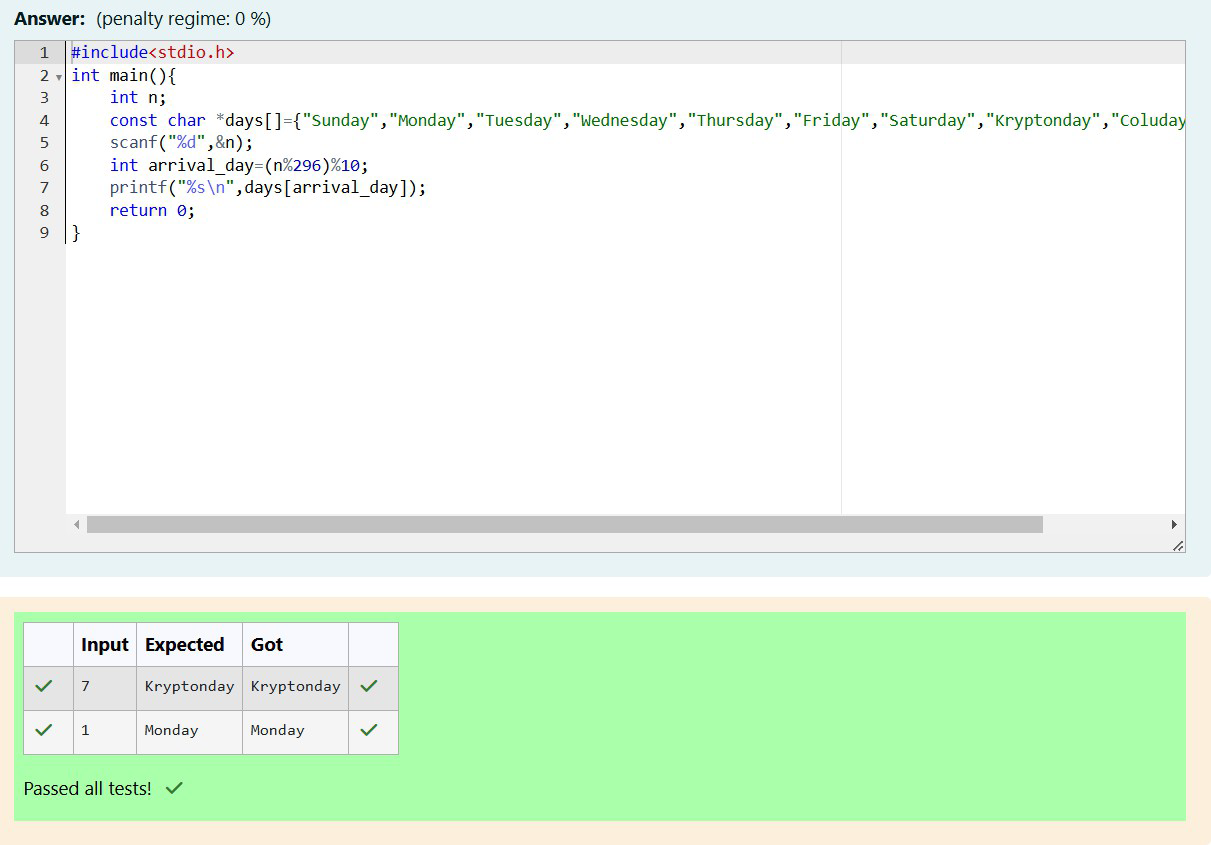 Answer: (penalty regime: 0 %)
1 #include<stdio.h>
2 int main(){
3     int n;
4     const char *days[]={"Sunday","Monday","Tuesday","Wednesday","Thursday","Friday","Saturday","Kryptonday","Coluday
5     scanf("%d",&n);
6     int arrival_day=(n%296)%10;
7     printf("%s\n",days[arrival_day]);
8     return 0;
9 }
Input Expected Got
7 Kryptonday Kryptonday
1 Monday Monday
Passed all tests!